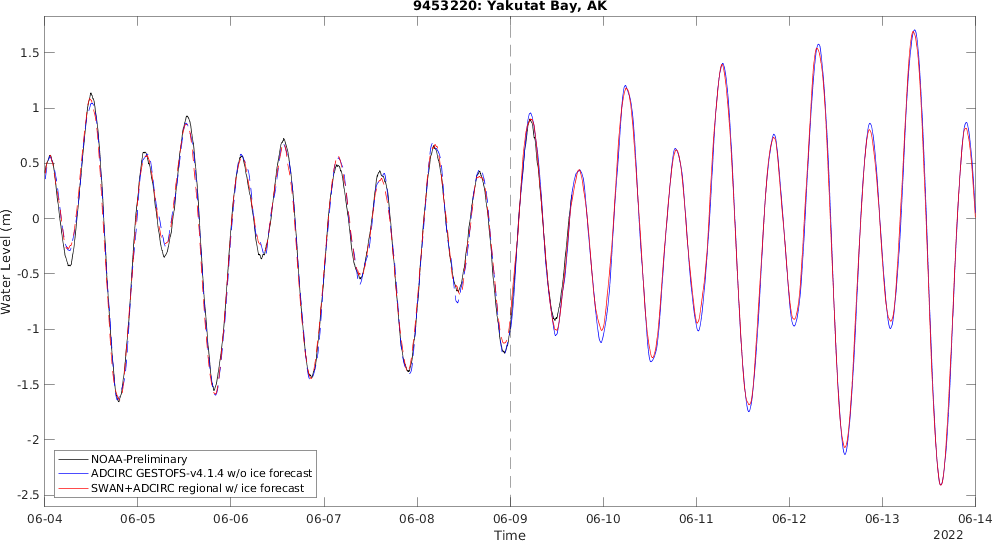 9453220: Yakutat Bay, AK
Water Level (m)
1.5
1
0.5
0
-0.5
-1
-1.5
-2
-2.5
NOAA-Preliminary
ADCIRC GESTOFS-v4.1.4 w/o ice forecast
SWAN+ADCIRC regional w/ ice forecast
06-04 06-05 06-06 06-07 06-08 06-09 06-10 06-11 06-12 06-13 06-14
Time
2022